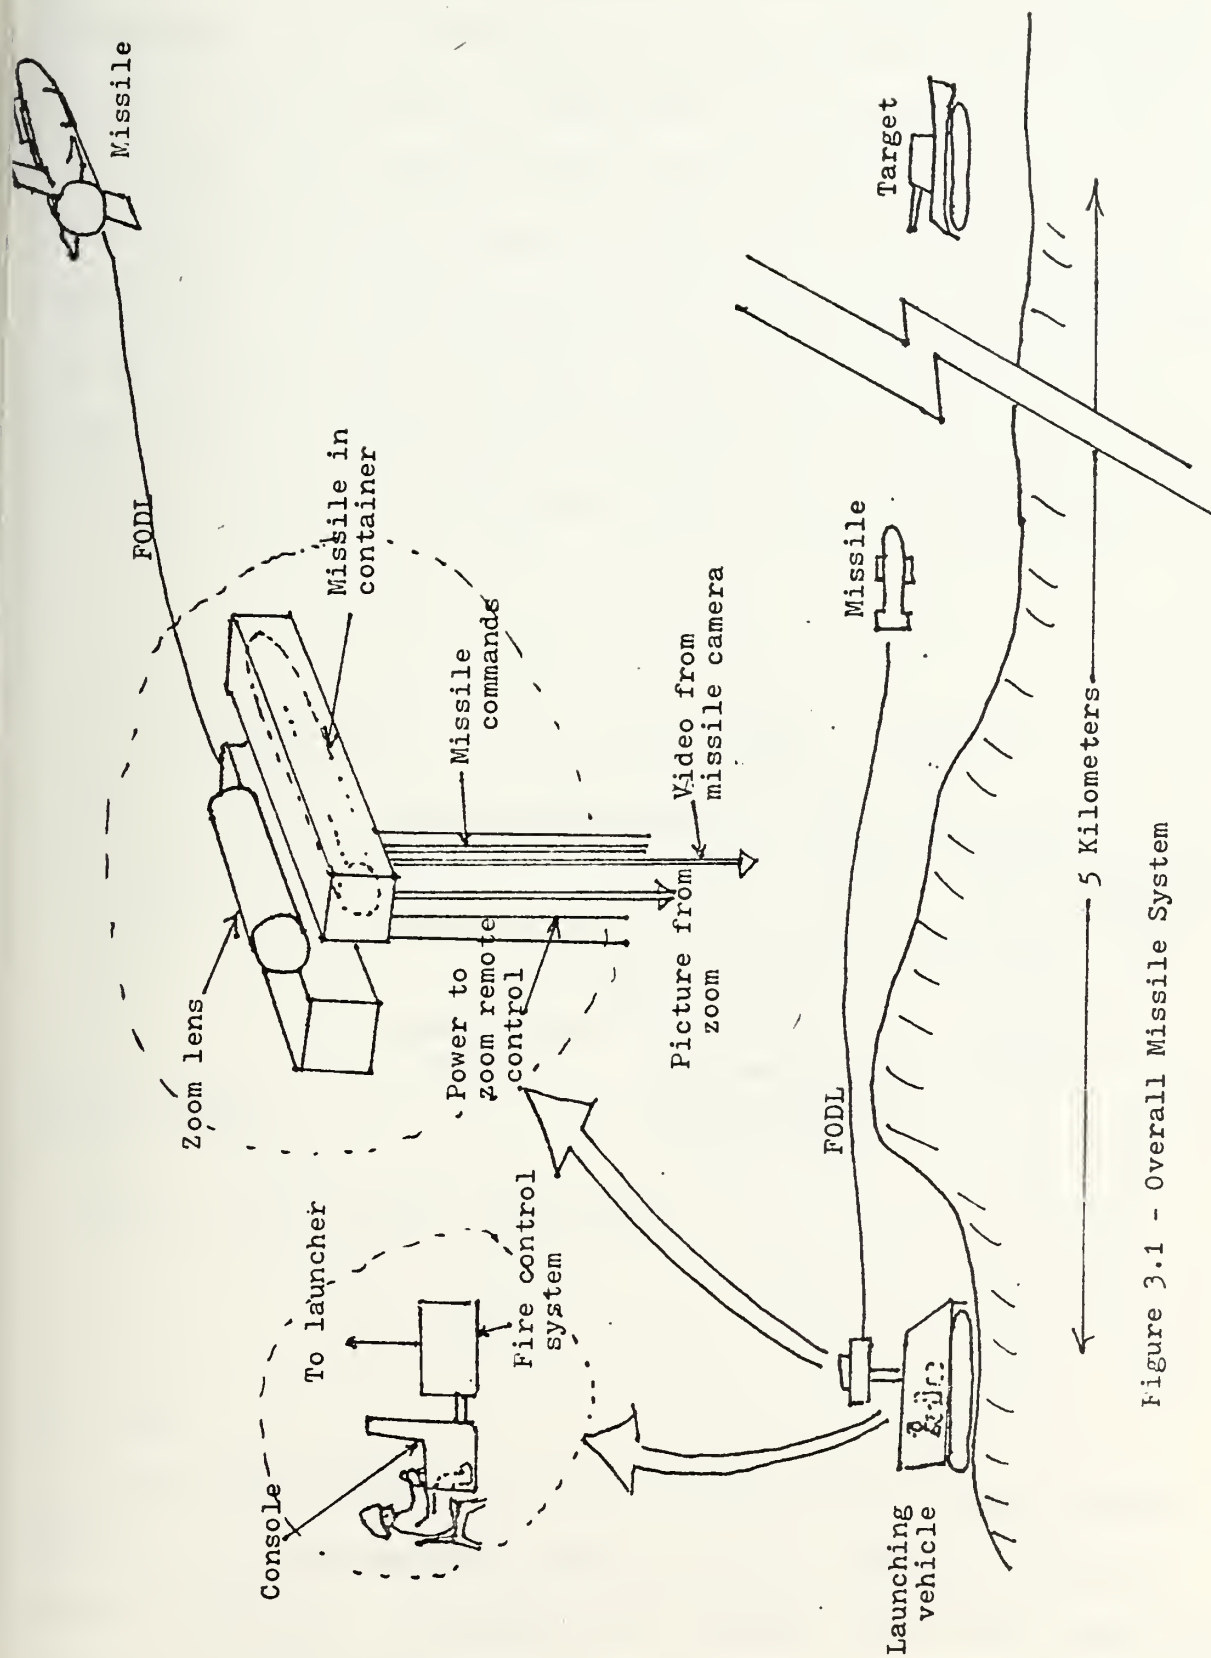 Missile
FODL
Zoom lens
Missile in
container
Missile
commands
Video from
missile camera
Picture from
zoom
Power to
zoom remote
control
To launcher
Fire control
system
Console
Launching
vehicle
FODL
Missile
Target
5 Kilometers
Figure 3.1 - Overall Missile System